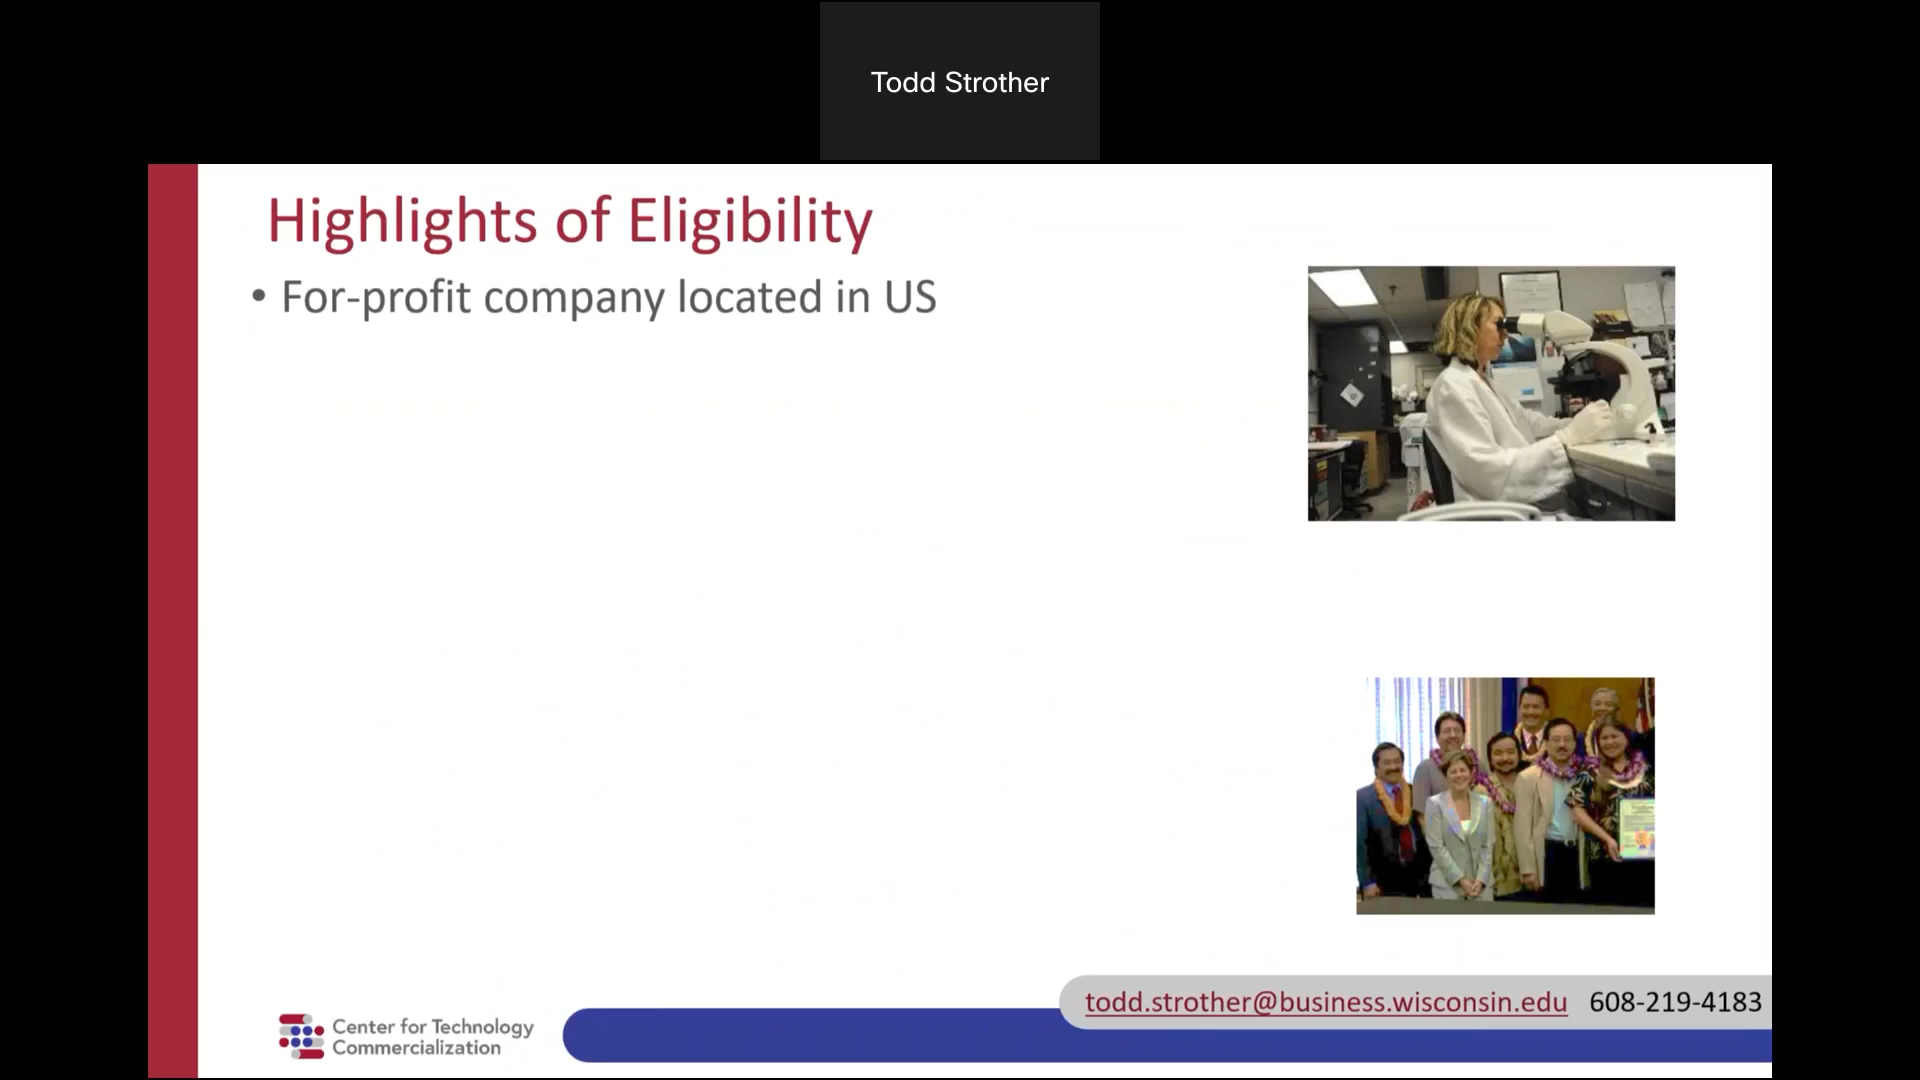 Todd Strother
Highlights of Eligibility
• For-profit company located in US
todd.strother@business.wisconsin.edu 608-219-4183
Center for Technology
Commercialization